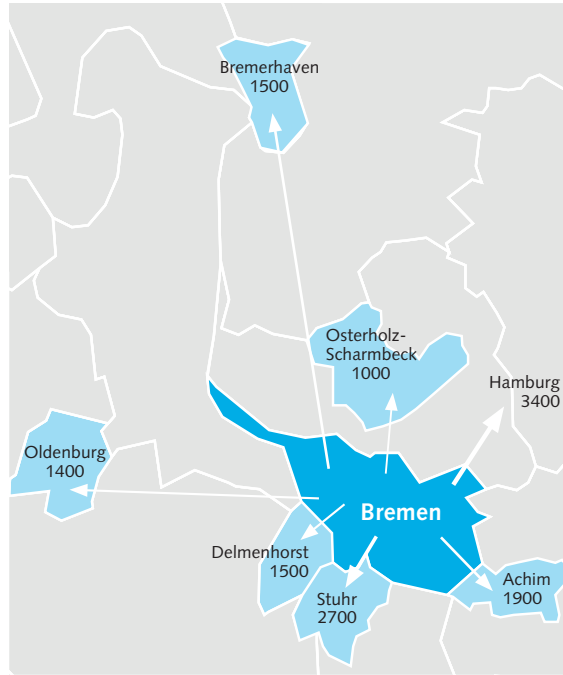 Bremerhaven
1500
Osterholz-
Scharmbeck
1000
Hamburg
3400
Oldenburg
1400
Bremen
Delmenhorst
1500
Stuhr
2700
Achim
1900